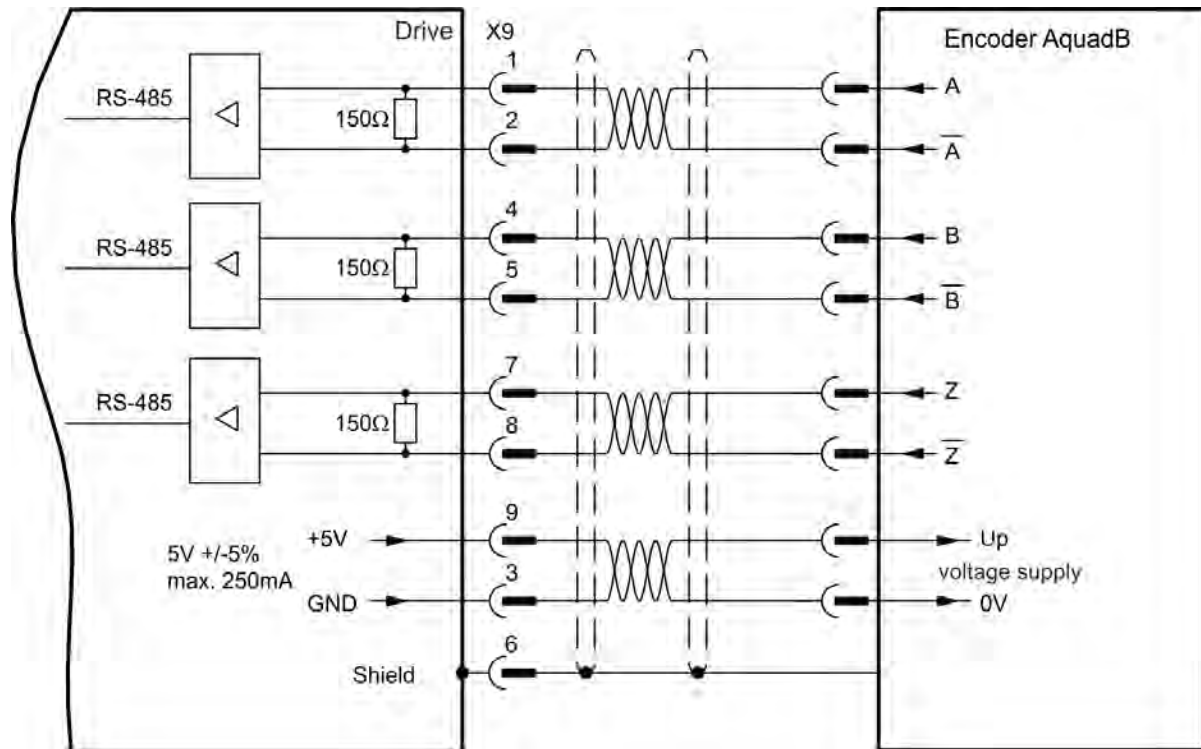 Drive X9
Encoder AquadB
1
A
RS-485
150Ω
2
A̅
4
B
RS-485
150Ω
5
B̅
7
Z
RS-485
150Ω
8
Z̅
9
+5V
Up
5V +/-5%
max. 250mA
voltage supply
3
GND
0V
6
Shield